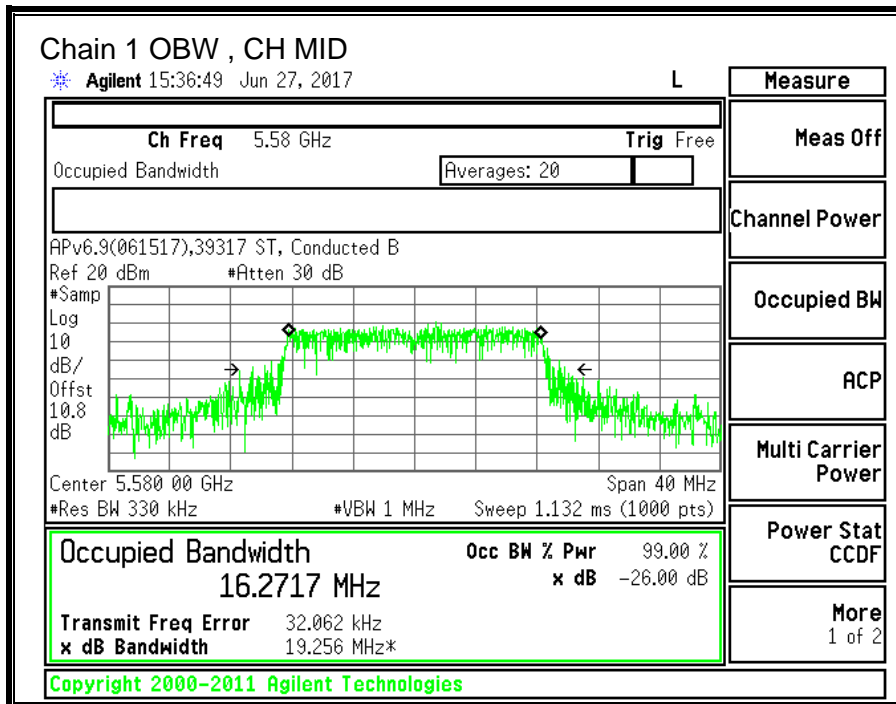 Chain 1 OBW , CH MID
Agilent 15:36:49 Jun 27, 2017 L
Measure
Ch Freq 5.58 GHz Trig Free
Meas Off
Occupied Bandwidth Averages: 20
Channel Power
APv6.9(061517),39317 ST, Conducted B
Ref 20 dBm #Atten 30 dB
#Samp
Log
10
dB/
Offst
10.8
dB
Occupied BW
ACP
Center 5.580 00 GHz Span 40 MHz
#Res BW 330 kHz #VBW 1 MHz Sweep 1.132 ms (1000 pts)
Multi Carrier
Power
Occupied Bandwidth Occ BW % Pwr 99.00 %
16.2717 MHz x dB -26.00 dB
Transmit Freq Error 32.062 kHz
x dB Bandwidth 19.256 MHz*
Power Stat
CCDF
More
1 of 2
Copyright 2000-2011 Agilent Technologies